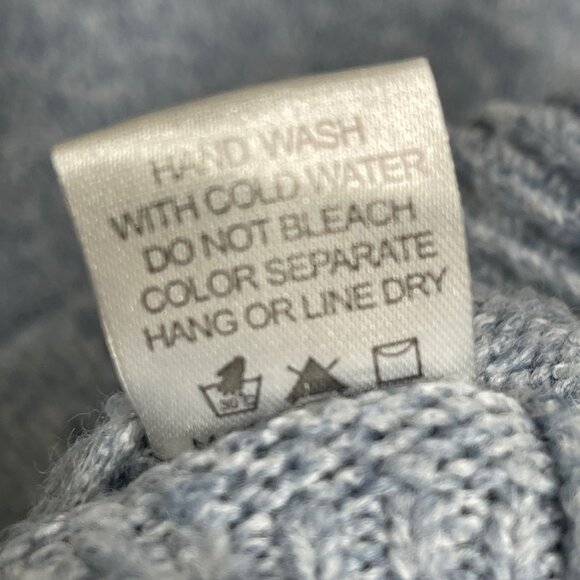 HAND WASH
WITH COLD WATER
DO NOT BLEACH
COLOR SEPARATE
HANG OR LINE DRY